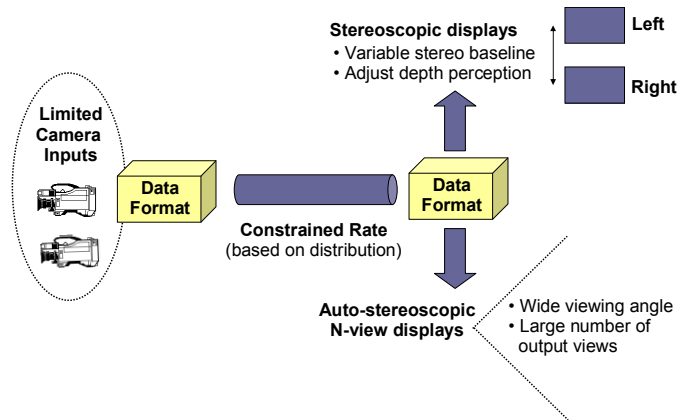 Stereoscopic displays
• Variable stereo baseline
• Adjust depth perception
Left
Right
Limited
Camera
Inputs
Data
Format
Constrained Rate
(based on distribution)
Data
Format
Auto-stereoscopic
N-view displays
• Wide viewing angle
• Large number of
output views